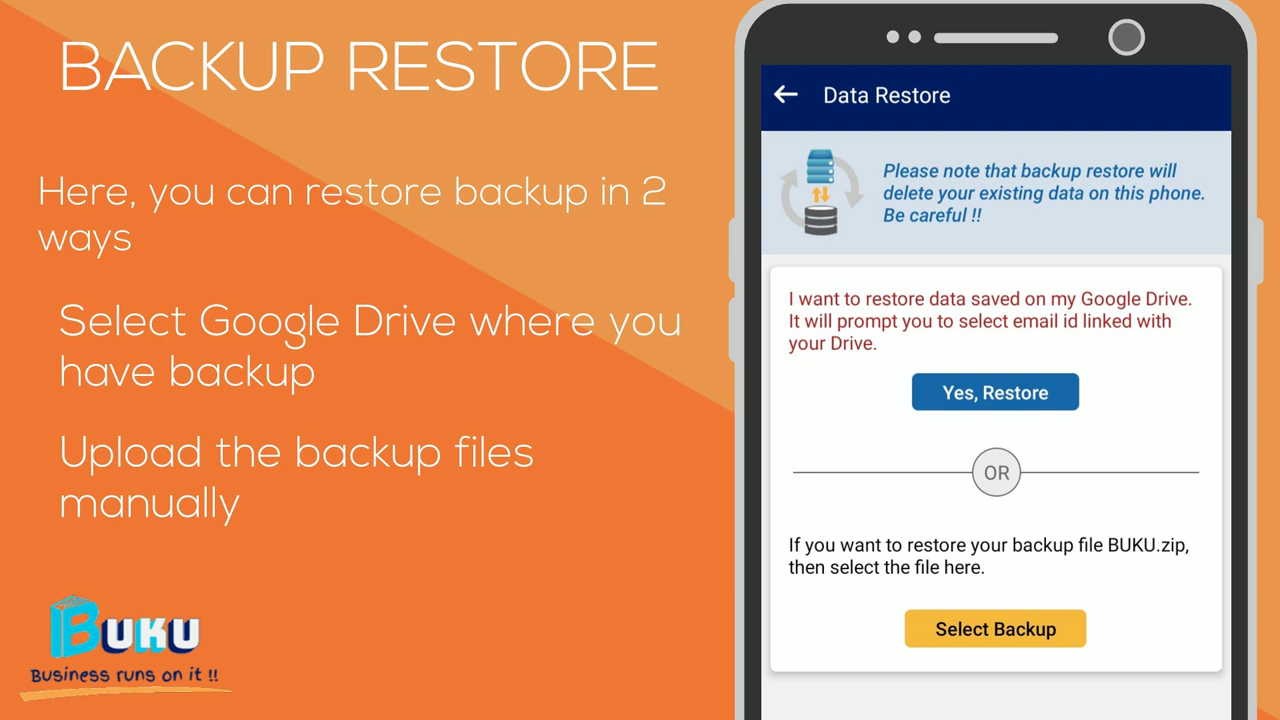 BACKUP RESTORE
Here, you can restore backup in 2
ways
Select Google Drive where you
have backup
Upload the backup files
manually
BUKU
Business runs on it !!
Data Restore
Please note that backup restore will
delete your existing data on this phone.
Be careful !!
I want to restore data saved on my Google Drive.
It will prompt you to select email id linked with
your Drive.
Yes, Restore
OR
If you want to restore your backup file BUKU.zip,
then select the file here.
Select Backup